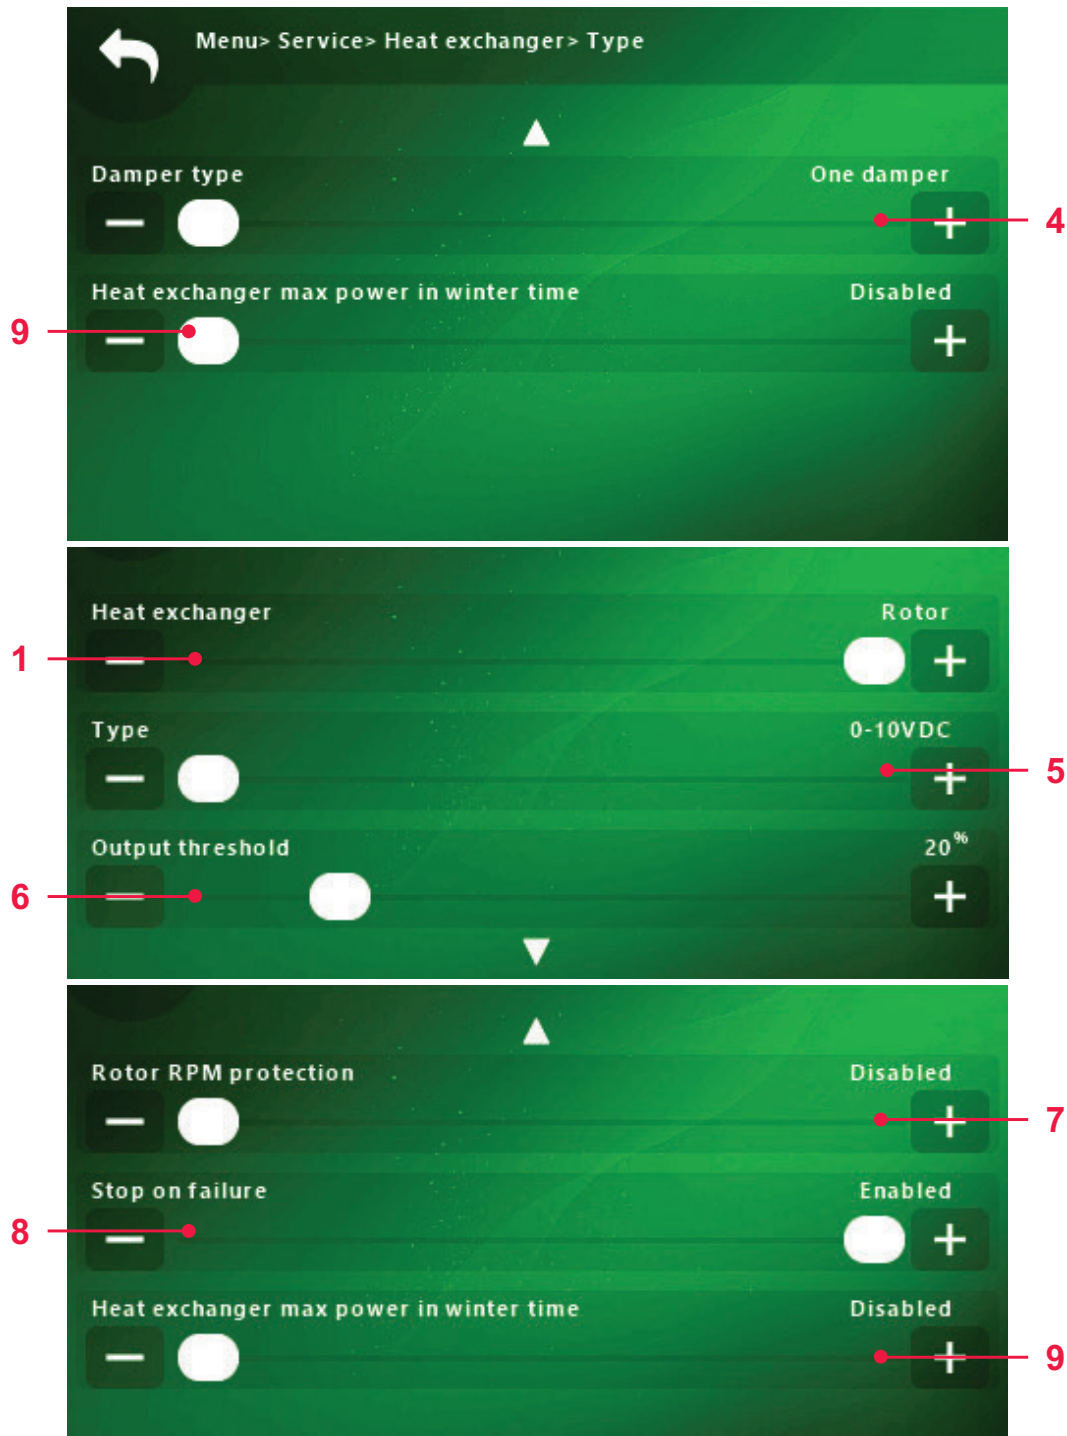 Menu> Service> Heat exchanger> Type
Damper type One damper
4
Heat exchanger max power in winter time Disabled
9
Heat exchanger Rotor
1
Type 0-10VDC
5
Output threshold 20%
6
Rotor RPM protection Disabled
7
Stop on failure Enabled
8
Heat exchanger max power in winter time Disabled
9